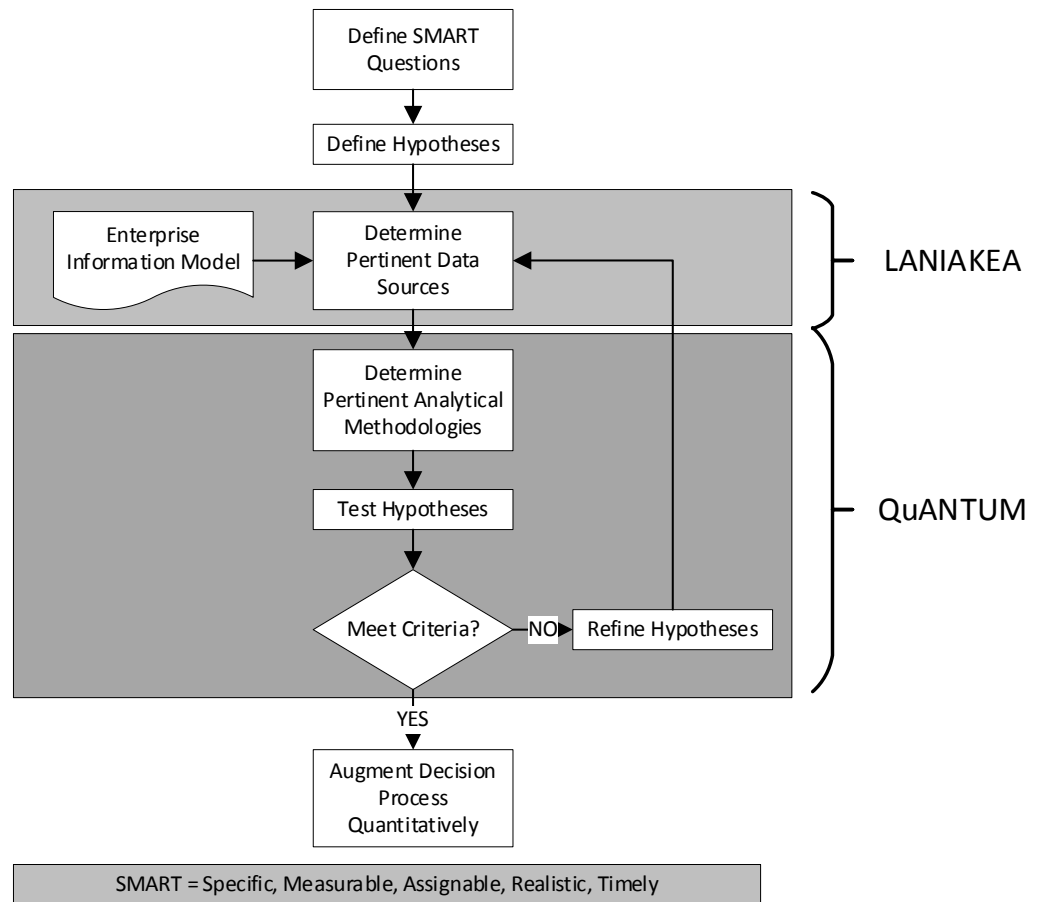 Define SMART
Questions
Define Hypotheses
Enterprise
Information Model
Determine
Pertinent Data
Sources
LANIAKEA
Determine
Pertinent Analytical
Methodologies
Test Hypotheses
QuANTUM
Meet Criteria?
NO
Refine Hypotheses
YES
Augment Decision
Process
Quantitatively
SMART = Specific, Measurable, Assignable, Realistic, Timely